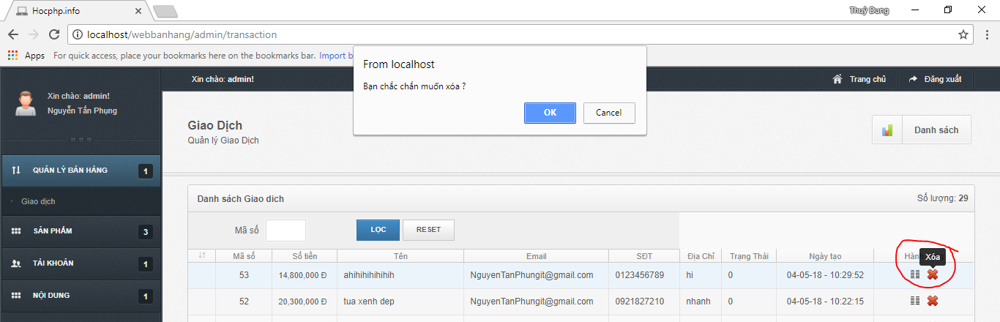 Hocphp.info
Thuỳ Dung
localhost/webbanhang/admin/transaction
Apps For quick access, place your bookmarks here on the bookmarks bar. Import b
From localhost
Bạn chắc chắn muốn xóa ?
OK Cancel
Xin chào: admin!
Nguyễn Tấn Phụng
Xin chào: admin!
Trang chủ Đăng xuất
Giao Dịch
Quản lý Giao Dịch
Danh sách
QUẢN LÝ BÁN HÀNG 1
Giao dịch
SẢN PHẨM 3
TÀI KHOẢN 1
NỘI DUNG 1
Danh sách Giao dich Số lượng: 29
Mã số LỌC RESET
Mã số Số tiền Tên Email SĐT Địa Chỉ Trạng Thái Ngày tạo Hàn
Xóa
53 14,800,000 Đ ahihihihihihih NguyenTanPhungit@gmail.com 0123456789 hi 0 04-05-18 - 10:29:52
52 20,300,000 Đ tua xenh dep NguyenTanPhungit@gmail.com 0921827210 nhanh 0 04-05-18 - 10:22:15